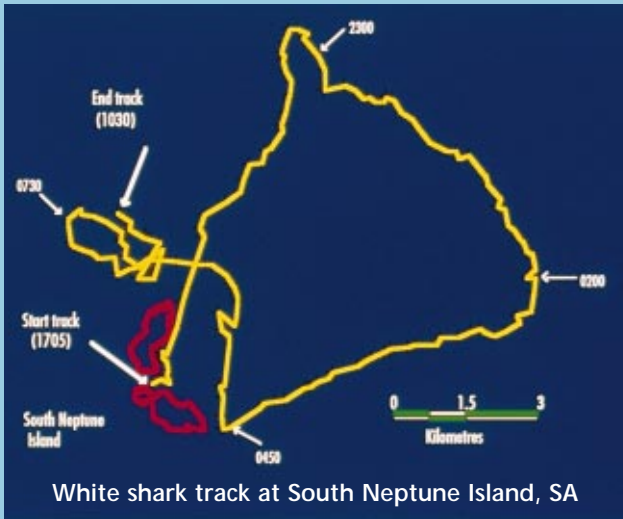 2300
End track
(1030)
0730
0200
Start track
(1705)
0 1.5 3
Kilometres
South Neptune
Island
0450
White shark track at South Neptune Island, SA